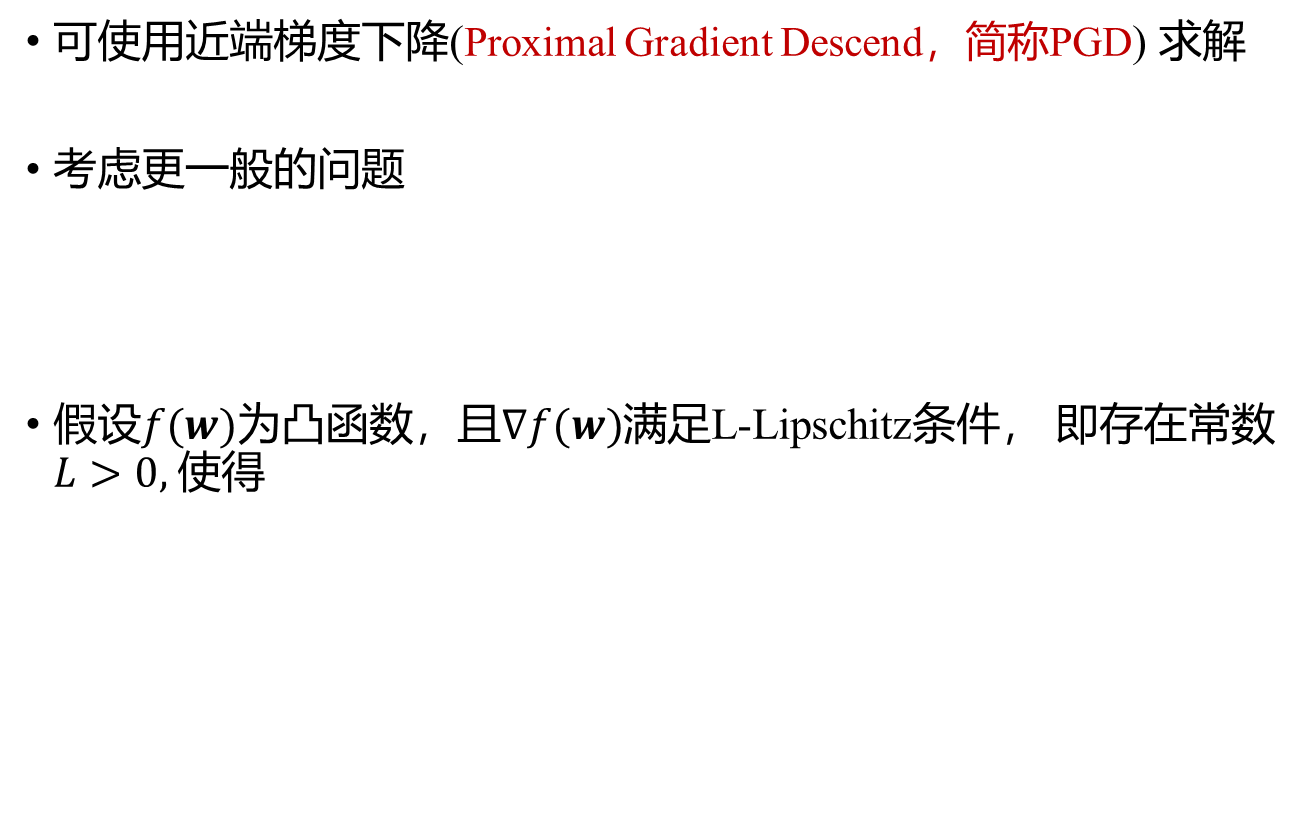 • 可使用近端梯度下降(Proximal Gradient Descend，简称PGD) 求解
• 考虑更一般的问题
• 假设𝑓(𝒘)为凸函数，且∇𝑓(𝒘)满足L-Lipschitz条件， 即存在常数
𝐿 > 0, 使得